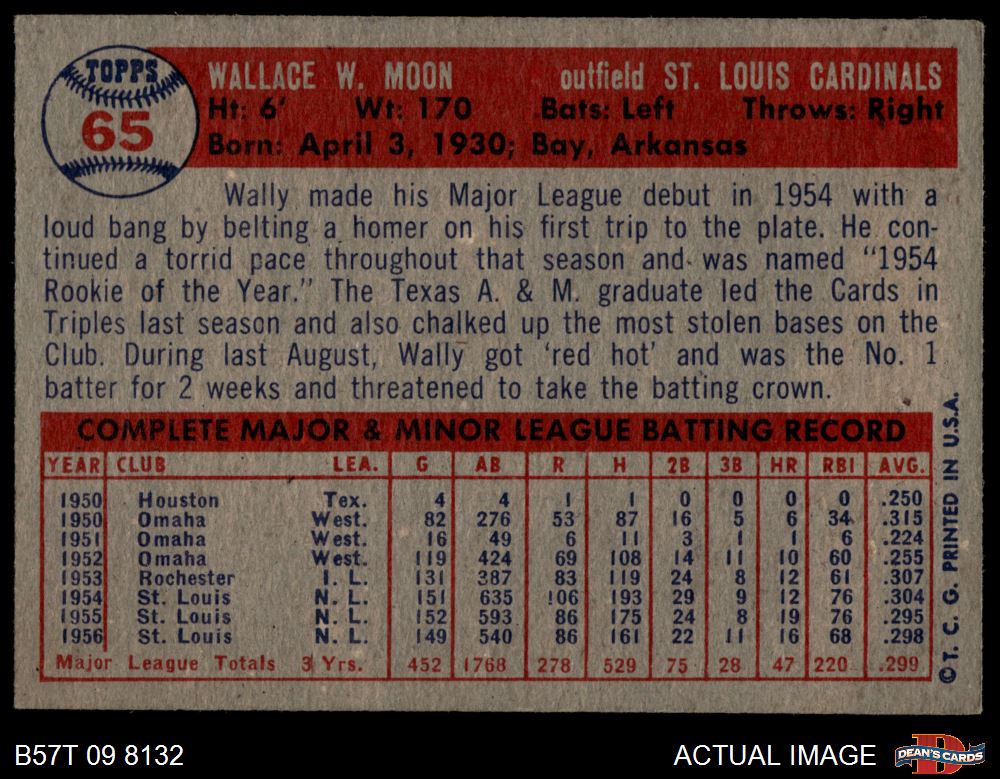 TOPPS
65
WALLACE W. MOON outfield ST. LOUIS CARDINALS
Ht: 6' Wt: 170 Bats: Left Throws: Right
Born: April 3, 1930; Bay, Arkansas
Wally made his Major League debut in 1954 with a
loud bang by belting a homer on his first trip to the plate. He con-
tinued a torrid pace throughout that season and was named “1954
Rookie of the Year.” The Texas A. & M. graduate led the Cards in
Triples last season and also chalked up the most stolen bases on the
Club. During last August, Wally got ‘red hot’ and was the No. 1
batter for 2 weeks and threatened to take the batting crown.
COMPLETE MAJOR & MINOR LEAGUE BATTING RECORD
YEAR CLUB LEA. G AB R H 2B 3B HR RBI AVG.
1950 Houston Tex. 4 4 1 1 0 0 0 0 .250
1950 Omaha West. 82 276 53 87 16 5 6 34 .315
1951 Omaha West. 16 49 6 11 3 1 1 6 .224
1952 Omaha West. 119 424 69 108 14 11 10 60 .255
1953 Rochester I. L. 131 387 83 119 24 8 12 61 .307
1954 St. Louis N. L. 151 635 106 193 29 9 12 76 .304
1955 St. Louis N. L. 152 593 86 175 24 8 19 76 .295
1956 St. Louis N. L. 149 540 86 161 22 11 16 68 .298
Major League Totals 3 Yrs. 452 1768 278 529 75 28 47 220 .299
©T. C. G. PRINTED IN U.S.A.
B57T 09 8132
ACTUAL IMAGE
DEAN'S CARDS